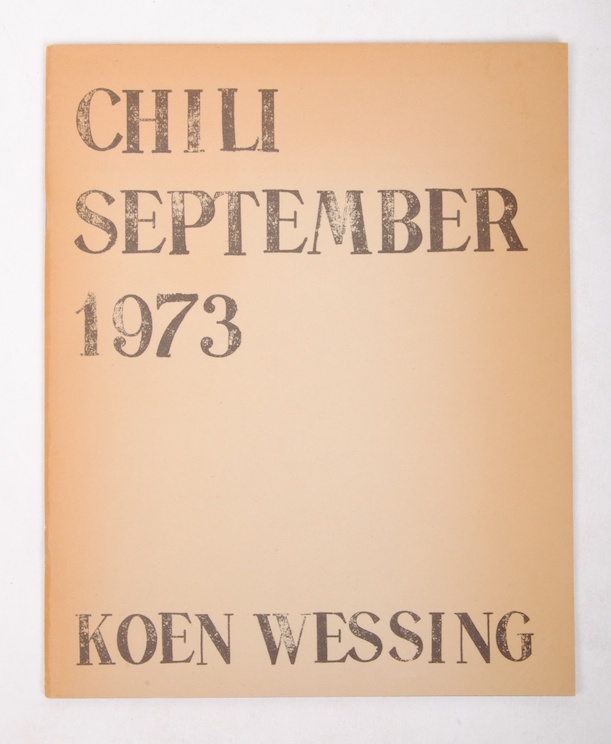 CHILI
SEPTEMBER
1973
KOEN WESSING